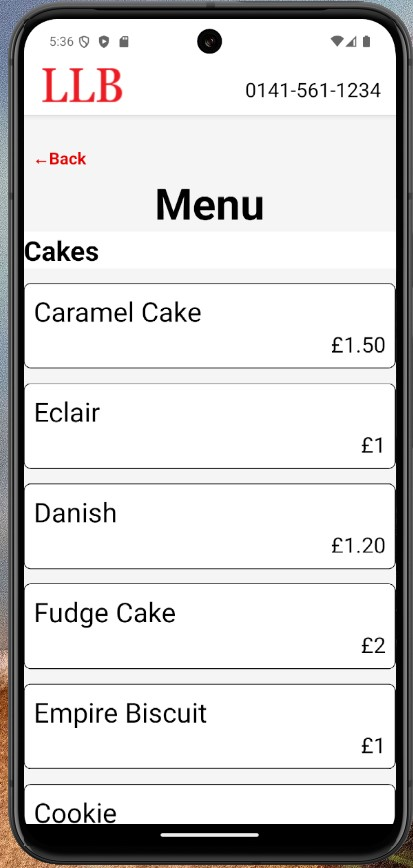 5:36
LLB
0141-561-1234
←Back
Menu
Cakes
Caramel Cake
£1.50
Eclair
£1
Danish
£1.20
Fudge Cake
£2
Empire Biscuit
£1
Cookie